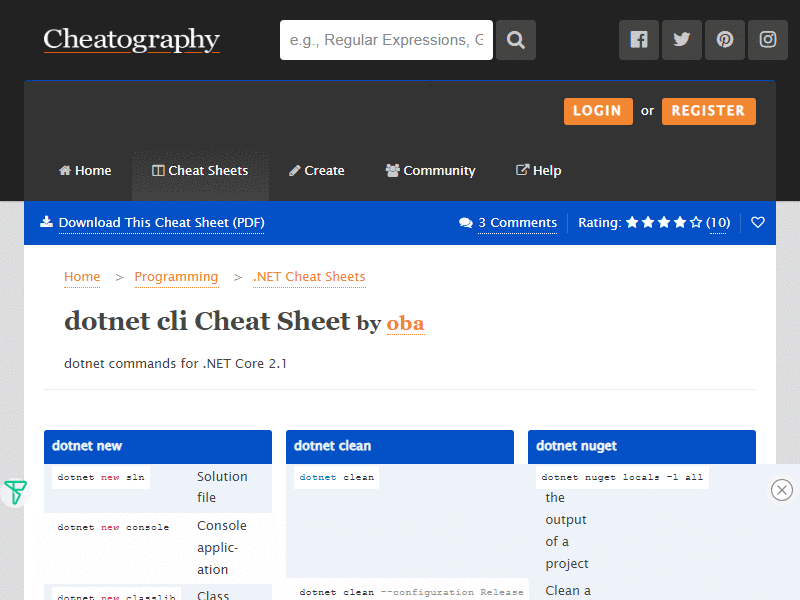 Cheatography
e.g., Regular Expressions, G
LOGIN or REGISTER
Home Cheat Sheets Create Community Help
Download This Cheat Sheet (PDF) 3 Comments Rating: (10)
Home > Programming > .NET Cheat Sheets
dotnet cli Cheat Sheet by oba
dotnet commands for .NET Core 2.1
dotnet new
dotnet new sln Solution
file
dotnet new console Console
applic-
ation
dotnet new classlib Class
dotnet clean
dotnet clean
dotnet clean --configuration Release
dotnet nuget
dotnet nuget locals -l all
the
output
of a
project
Clean a